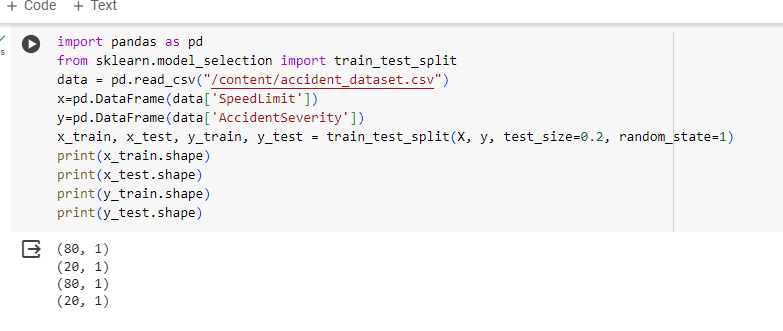 + Code + Text
s
import pandas as pd
from sklearn.model_selection import train_test_split
data = pd.read_csv("/content/accident_dataset.csv")
x=pd.DataFrame(data['SpeedLimit'])
y=pd.DataFrame(data['AccidentSeverity'])
x_train, x_test, y_train, y_test = train_test_split(X, y, test_size=0.2, random_state=1)
print(x_train.shape)
print(x_test.shape)
print(y_train.shape)
print(y_test.shape)
(80, 1)
(20, 1)
(80, 1)
(20, 1)